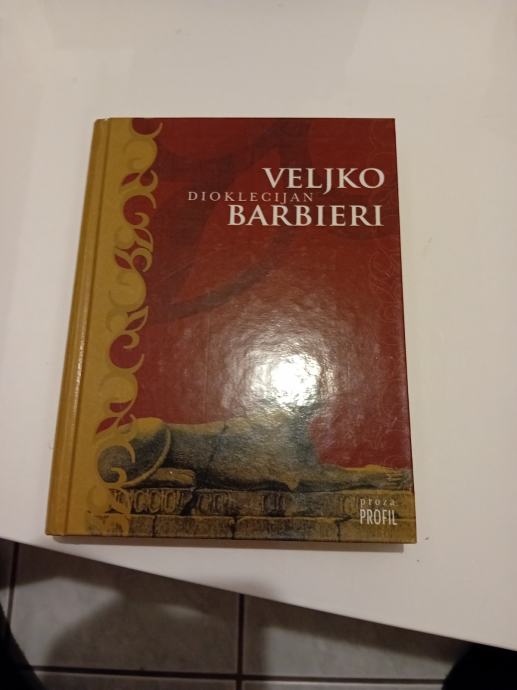 VELJKO
DIOKLECIJAN
BARBIERI
proza
PROFIL